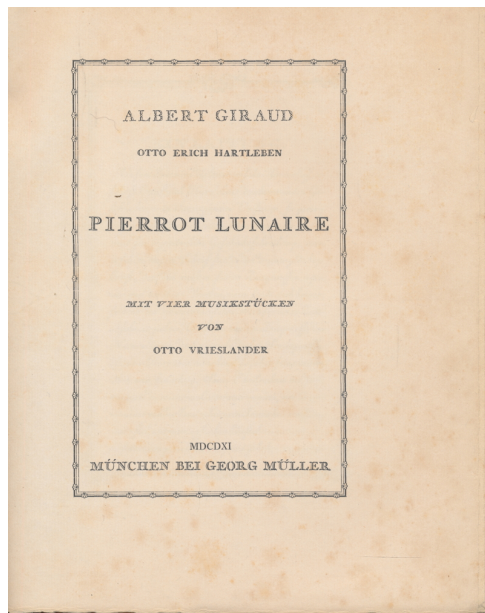 ALBERT GIRAUD
OTTO ERICH HARTLEBEN
PIERROT LUNAIRE
MIT VIER MUSIKSTÜCKEN
VON
OTTO VRIESLANDER
MDCDXI
MÜNCHEN BEI GEORG MÜLLER